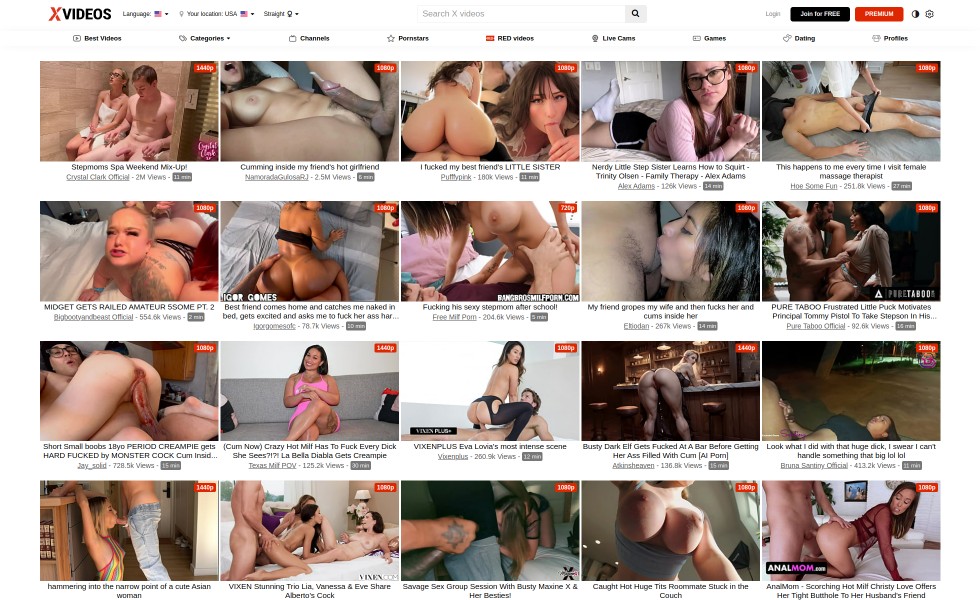 XVIDEOS
Language:
Your location: USA
Straight
Search X videos
Login
Join for FREE
PREMIUM
Best Videos
Categories
Channels
Pornstars
RED videos
Live Cams
Games
Dating
Profiles
1440p
1080p
1080p
1080p
1080p
Crystal Clark
Stepmoms Spa Weekend Mix-Up!
Crystal Clark Official - 2M Views - 11 min
Cumming inside my friend's hot girlfriend
NamoradaGulosaRJ - 2.5M Views - 6 min
I fucked my best friend's LITTLE SISTER
Pufffypink - 180k Views - 11 min
Nerdy Little Step Sister Learns How to Squirt -
Trinity Olsen - Family Therapy - Alex Adams
Alex Adams - 126k Views - 14 min
This happens to me every time I visit female
massage therapist
Hoe Some Fun - 251.8k Views - 27 min
1080p
1080p
720p
1080p
1080p
IGOR GOMES
BANGBROSMILFPORN.COM
PURETABOO
MIDGET GETS RAILED AMATEUR 5SOME PT. 2
Bigbootyandbeast Official - 554.6k Views - 2 min
Friend comes home and catches me naked in
bed, gets excited and asks me to fuck her ass har...
Igorgomesofc - 78.7k Views - 10 min
Fucking his sexy stepmom after school!
Free Milf Porn - 204.6k Views - 5 min
My friend gropes my wife and then fucks her and
cums inside her
Eltiodan - 267k Views - 14 min
PURE TABOO Frustrated Little Puck Motivates
Principal Tommy Pistol To Take Stepson In His...
Pure Taboo Official - 92.6k Views - 16 min
1080p
1440p
1080p
1440p
1080p
VIXEN PLUS+
Short Small boobs 18yo PERIOD CREAMPIE gets
HARD FUCKED by MONSTER COCK Cum Insid...
Jay_solid - 728.5k Views - 15 min
(Cum Now) Crazy Hot Milf Has To Fuck Every Dick
She Sees?!?! La Bella Diabla Gets Creampie
Texas Milf POV - 125.2k Views - 30 min
VIXENPLUS Eva Lovia's most intense scene
Vixenplus - 260.9k Views - 12 min
Busty Dark Elf Gets Fucked At A Bar Before Getting
Her Ass Filled With Cum [AI Porn]
Atkinsheaven - 136.8k Views - 15 min
Look what I did with that huge dick, I swear I can't
handle something that big lol lol
Bruna Santiny Official - 413.2k Views - 11 min
1440p
1080p
1080p
1080p
1080p
VIXEN.COM
ANALMOM.COM
hammering into the narrow point of a cute Asian
woman
VIXEN Stunning Trio Lia, Vanessa & Eve Share
Alberto's Cock
Savage Sex Group Session With Busty Maxine X &
Her Besties!
Caught Hot Huge Tits Roommate Stuck in the
Couch
AnalMom - Scorching Hot Milf Christy Love Offers
Her Tight Butthole To Her Husband's Friend